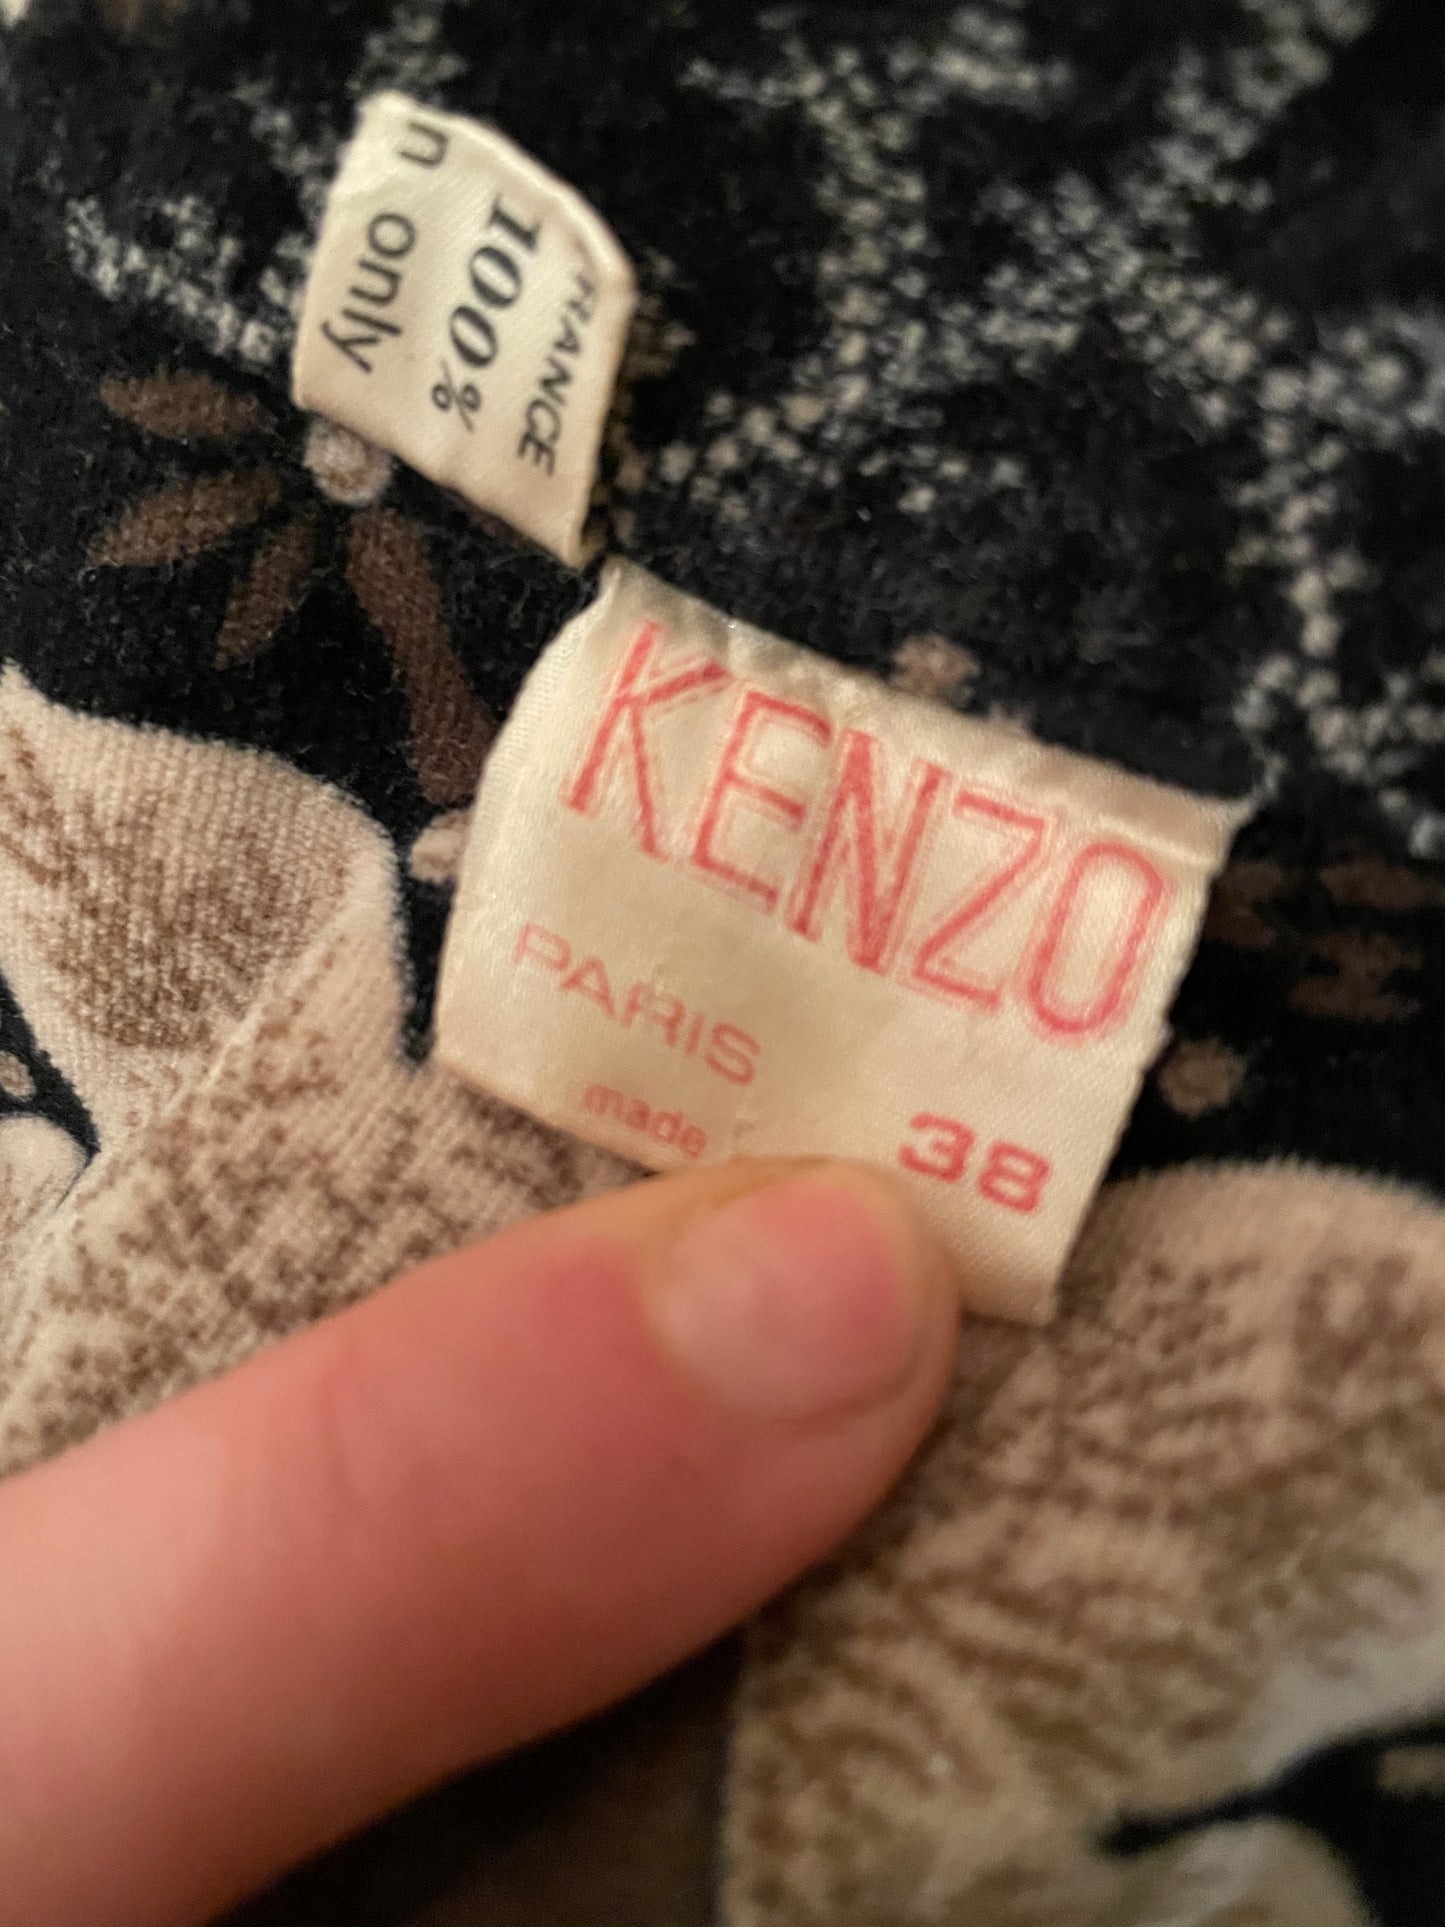 n only
100%
FRANCE
KENZO
PARIS
made
38